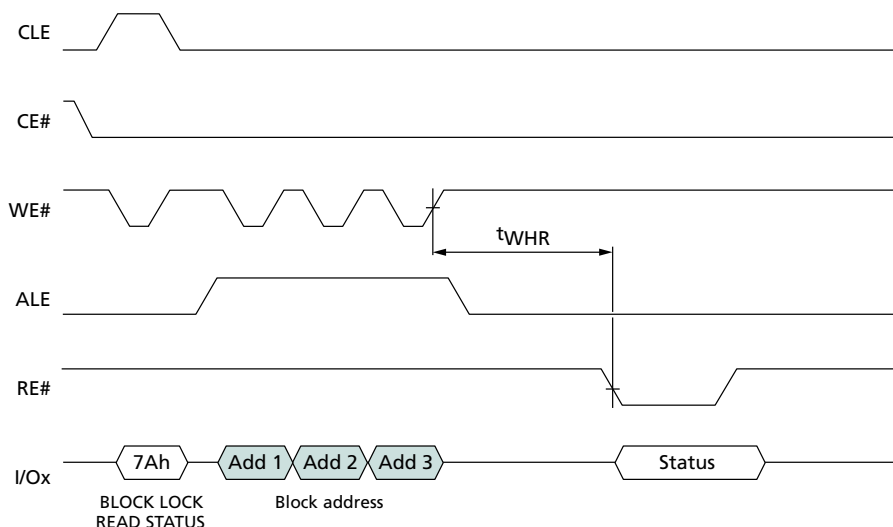 CLE
CE#
WE#
tWHR
ALE
RE#
I/Ox
7Ah
Add 1
Add 2
Add 3
Status
BLOCK LOCK
READ STATUS
Block address